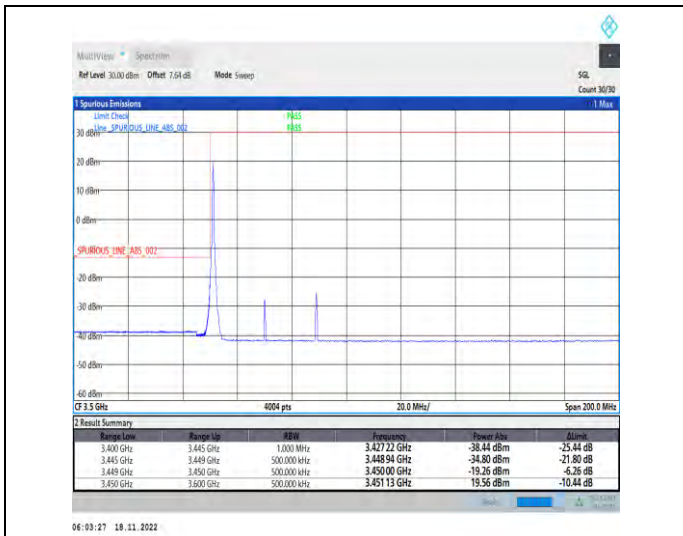 MultiView Spectrum
Ref Level 30.00 dBm Offset 7.64 dB Mode Sweep SGL
Count 30/30
1 Spurious Emissions 1 Max
Limit Check PASS
Line _SPURIOUS_LINE_ABS_002 PASS
30 dBm
20 dBm
10 dBm
0 dBm
_SPURIOUS_LINE_ABS_002
-20 dBm
-30 dBm
-40 dBm
-50 dBm
-60 dBm
CF 3.5 GHz 4004 pts 20.0 MHz/ Span 200.0 MHz
2 Result Summary
Range Low Range Up RBW Frequency Power Abs ΔLimit
3.400 GHz 3.445 GHz 1.000 MHz 3.427 22 GHz -38.44 dBm -25.44 dB
3.445 GHz 3.449 GHz 500.000 kHz 3.448 94 GHz -34.80 dBm -21.80 dB
3.449 GHz 3.450 GHz 500.000 kHz 3.450 00 GHz -19.26 dBm -6.26 dB
3.450 GHz 3.600 GHz 500.000 kHz 3.451 13 GHz 19.56 dBm -10.44 dB
06:03:27 18.11.2022